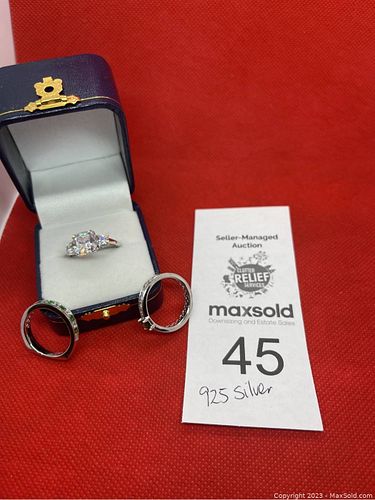 Seller-Managed
Auction
CLUTTER
RELIEF
SERVICES
maxsold
Downsizing and Estate Sales
45
925 Silver
Copyright 2023 - MaxSold.com